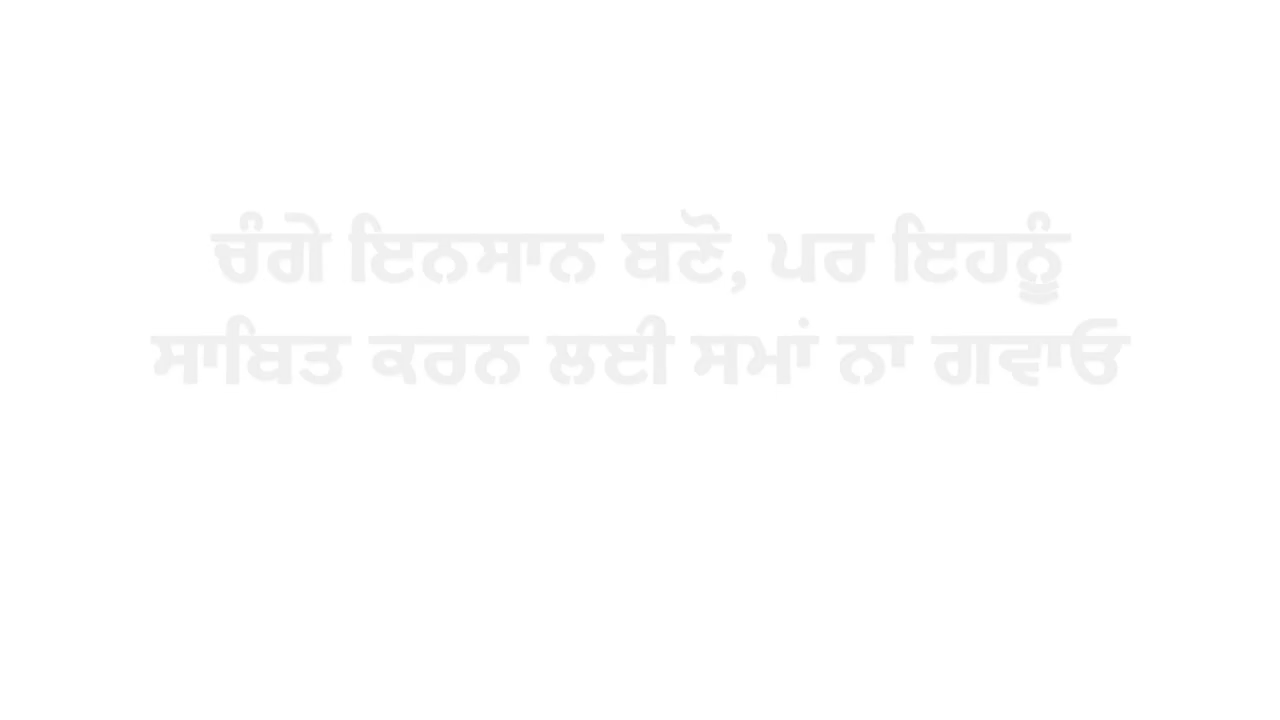 ਚੰਗੇ ਇਨਸਾਨ ਬਣੋ, ਪਰ ਇਹਨੂੰ
ਸਾਬਿਤ ਕਰਨ ਲਈ ਸਮਾਂ ਨਾ ਗਵਾਓ